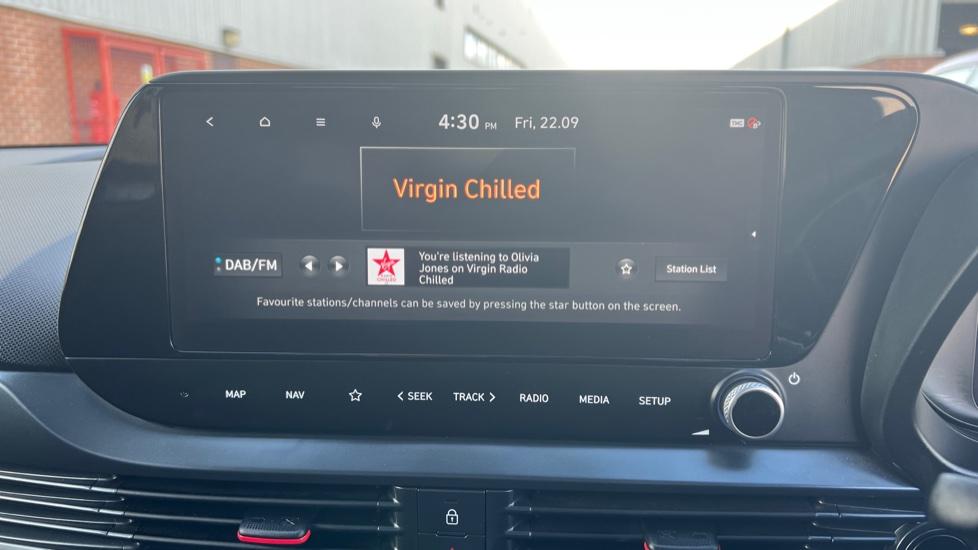 4:30 PM Fri, 22.09
TMC
Virgin Chilled
DAB/FM
CHILLED
You're listening to Olivia
Jones on Virgin Radio
Chilled
Station List
Favourite stations/channels can be saved by pressing the star button on the screen.
MAP NAV < SEEK TRACK > RADIO MEDIA SETUP